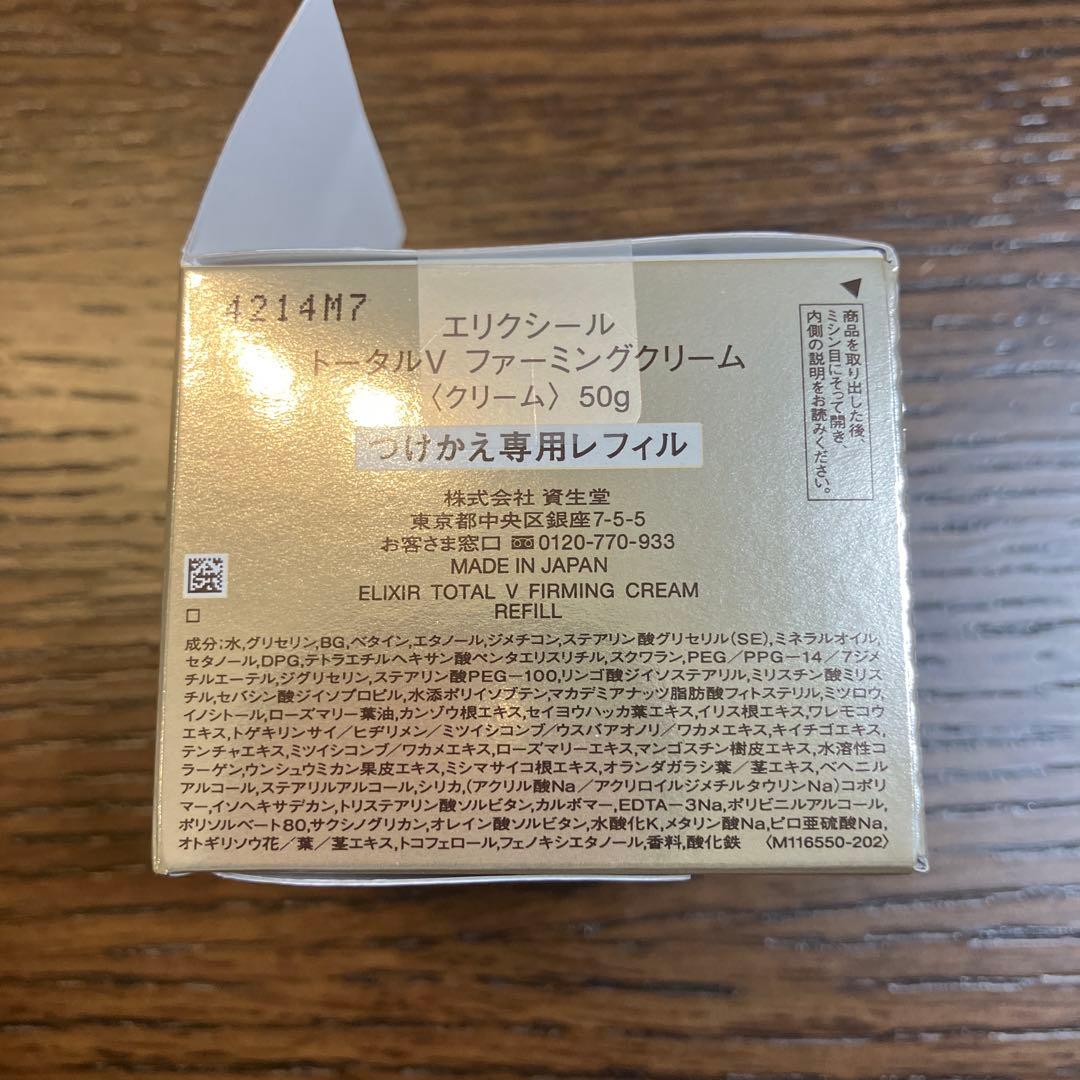 4214M7
エリクシール
トータルV ファーミングクリーム
〈クリーム〉 50g
つけかえ専用レフィル
株式会社 資生堂
東京都中央区銀座7-5-5
お客さま窓口 0120-770-933
MADE IN JAPAN
ELIXIR TOTAL V FIRMING CREAM
REFILL
商品を取り出した後、
ミシン目にそって開き、
内側の説明をお読みください。
成分;水,グリセリン,BG,ベタイン,エタノール,ジメチコン,ステアリン酸グリセリル(SE),ミネラルオイル,
セタノール,DPG,テトラエチルヘキサン酸ペンタエリスリチル,スクワラン,PEG/PPG-14/7ジメ
チルエーテル,ジグリセリン,ステアリン酸PEG-100,リンゴ酸ジイソステアリル,ミリスチン酸ミリス
チル,セバシン酸ジイソプロピル,水添ポリイソブテン,マカデミアナッツ脂肪酸フィトステリル,ミツロウ,
イノシトール,ローズマリー葉油,カンゾウ根エキス,セイヨウハッカ葉エキス,イリス根エキス,ワレモコウ
エキス,トゲキリンサイ/ヒヂリメン/ミツイシコンブ/ウスバアオノリ/ワカメエキス,キイチゴエキス,
テンチャエキス,ミツイシコンブ/ワカメエキス,ローズマリーエキス,マンゴスチン樹皮エキス,水溶性コ
ラーゲン,ウンシュウミカン果皮エキス,ミシマサイコ根エキス,オランダガラシ葉/茎エキス,ベヘニル
アルコール,ステアリルアルコール,シリカ,(アクリル酸Na/アクリロイルジメチルタウリンNa)コポリ
マー,イソヘキサデカン,トリステアリン酸ソルビタン,カルボマー,EDTA-3Na,ポリビニルアルコール,
ポリソルベート80,サクシノグリカン,オレイン酸ソルビタン,水酸化K,メタリン酸Na,ピロ亜硫酸Na,
オトギリソウ花/葉/茎エキス,トコフェロール,フェノキシエタノール,香料,酸化鉄 〈M116550-202〉